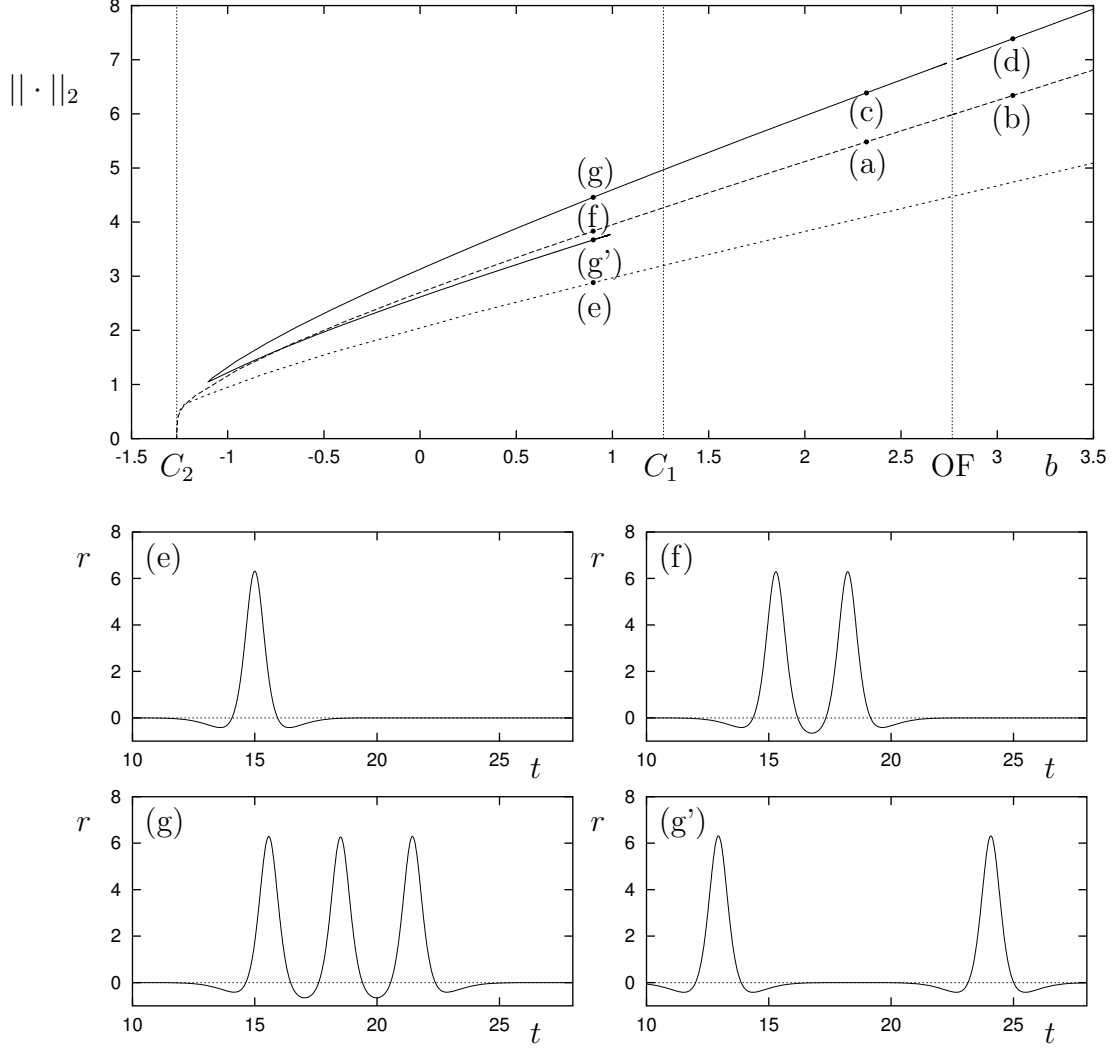 8
7
|| · ||₂
6
5
4
3
2
1
0
(d)
(b)
(c)
(a)
(g)
(f)
(g’)
(e)
-1.5 -1 -0.5 0 0.5 1 1.5 2 2.5 3 3.5
C₂ C₁ OF b
r (e) 8 6 4 2 0
10 15 20 25 t
r (f) 8 6 4 2 0
10 15 20 25 t
r (g) 8 6 4 2 0
10 15 20 25 t
r (g’) 8 6 4 2 0
10 15 20 25 t